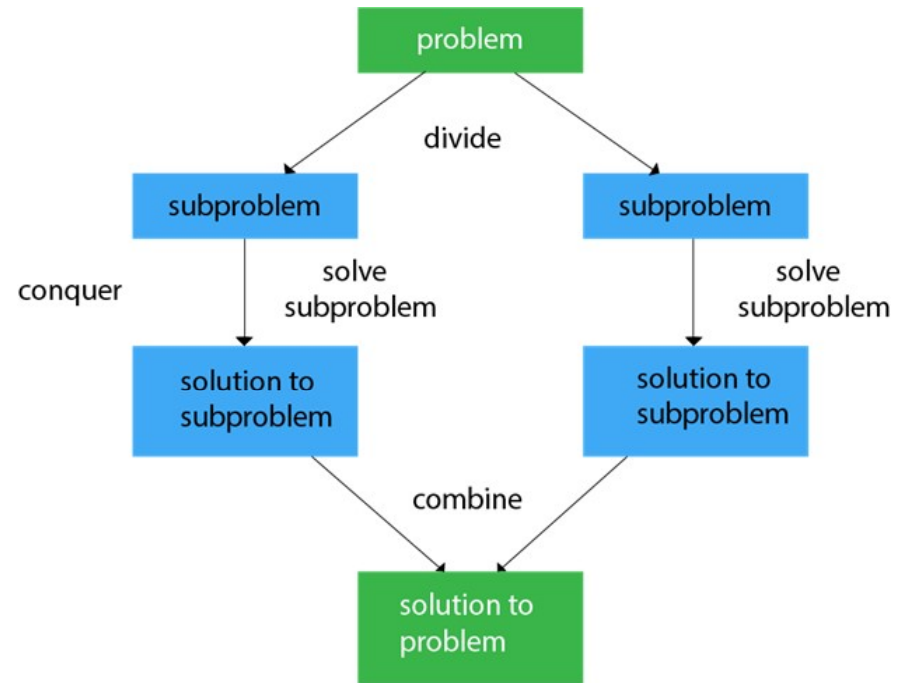 problem
divide
subproblem
subproblem
conquer
solve
subproblem
solve
subproblem
solution to
subproblem
solution to
subproblem
combine
solution to
problem